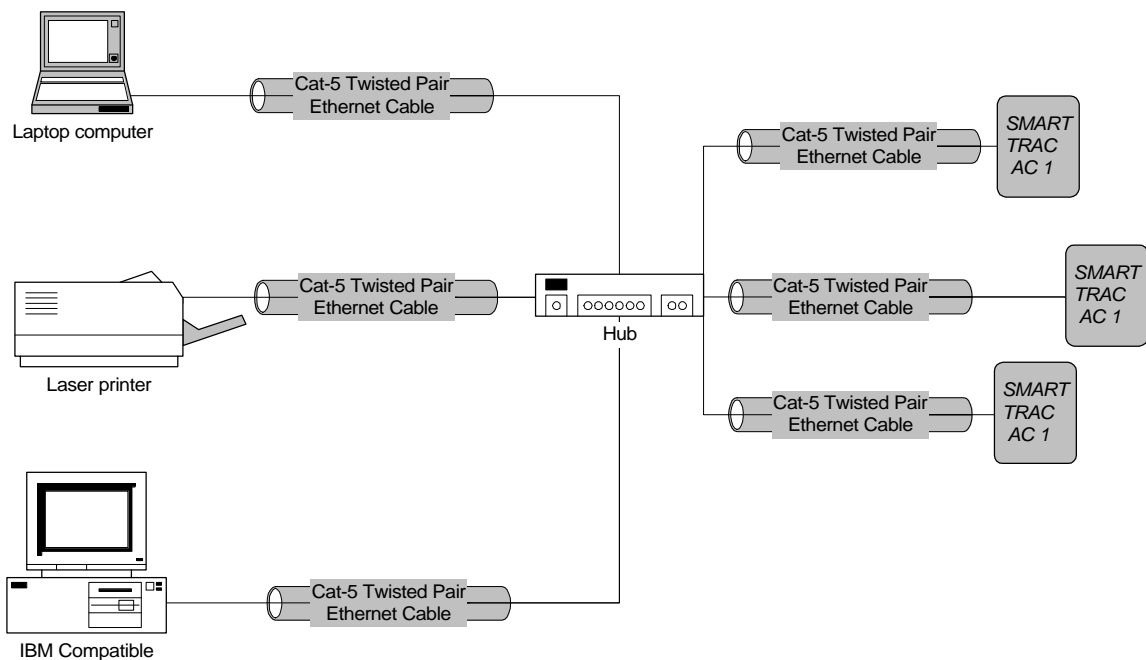 Cat-5 Twisted Pair
Ethernet Cable
Laptop computer
Cat-5 Twisted Pair
Ethernet Cable
SMART
TRAC
AC 1
Cat-5 Twisted Pair
Ethernet Cable
Laser printer
Hub
Cat-5 Twisted Pair
Ethernet Cable
SMART
TRAC
AC 1
Cat-5 Twisted Pair
Ethernet Cable
SMART
TRAC
AC 1
Cat-5 Twisted Pair
Ethernet Cable
IBM Compatible